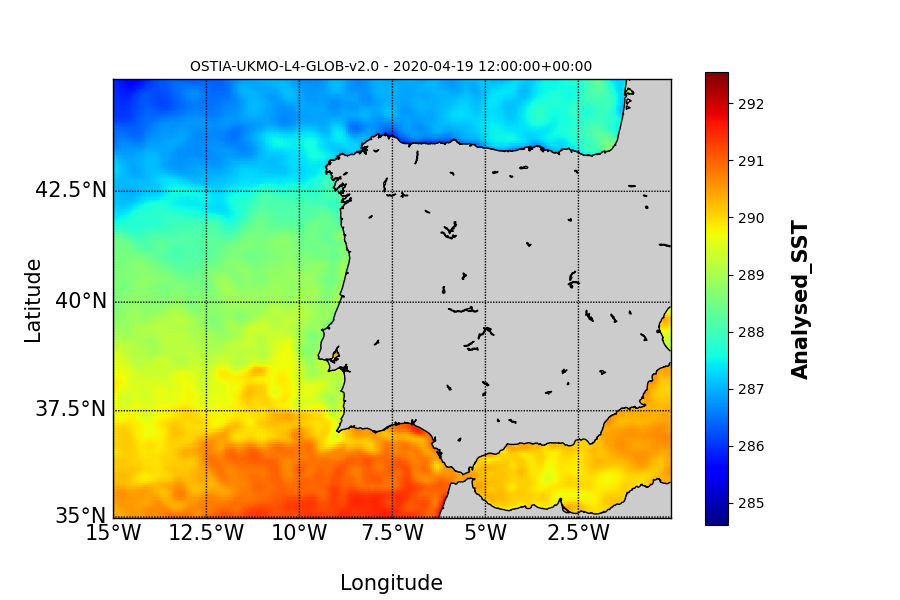 OSTIA-UKMO-L4-GLOB-v2.0 - 2020-04-19 12:00:00+00:00
42.5°N
40°N
37.5°N
35°N
15°W
12.5°W
10°W
7.5°W
5°W
2.5°W
Latitude
Longitude
292
291
290
289
288
287
286
285
Analysed_SST